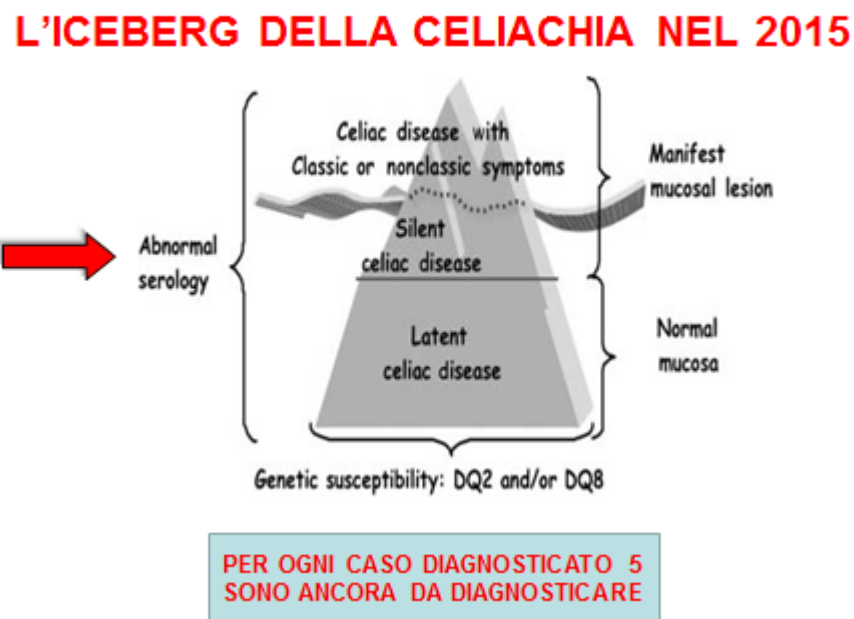 L'ICEBERG DELLA CELIACHIA NEL 2015
Celiac disease with
Classic or nonclassic symptoms
Manifest
mucosal lesion
Abnormal
serology
Silent
celiac disease
Latent
celiac disease
Normal
mucosa
Genetic susceptibility: DQ2 and/or DQ8
PER OGNI CASO DIAGNOSTICATO 5
SONO ANCORA DA DIAGNOSTICARE